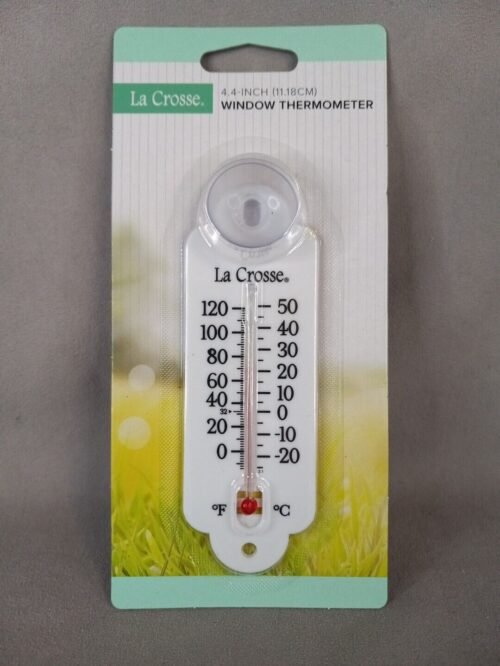 La Crosse®
4.4-INCH (11.18CM)
WINDOW THERMOMETER
La Crosse®
120 50
100 40
80 30
60 20
40 10
32 0
20 -10
0 -20
°F °C